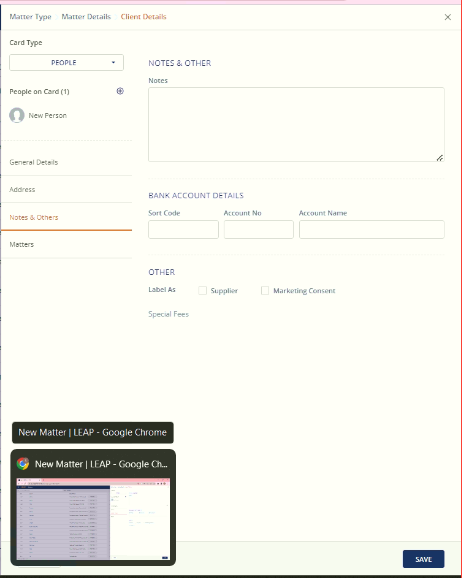 Matter Type Matter Details Client Details
Card Type
PEOPLE
People on Card (1)
New Person
General Details
Address
Notes & Others
Matters
NOTES & OTHER
Notes
BANK ACCOUNT DETAILS
Sort Code Account No Account Name
OTHER
Label As Supplier Marketing Consent
Special Fees
New Matter | LEAP - Google Chrome
New Matter | LEAP - Google Ch...
SAVE